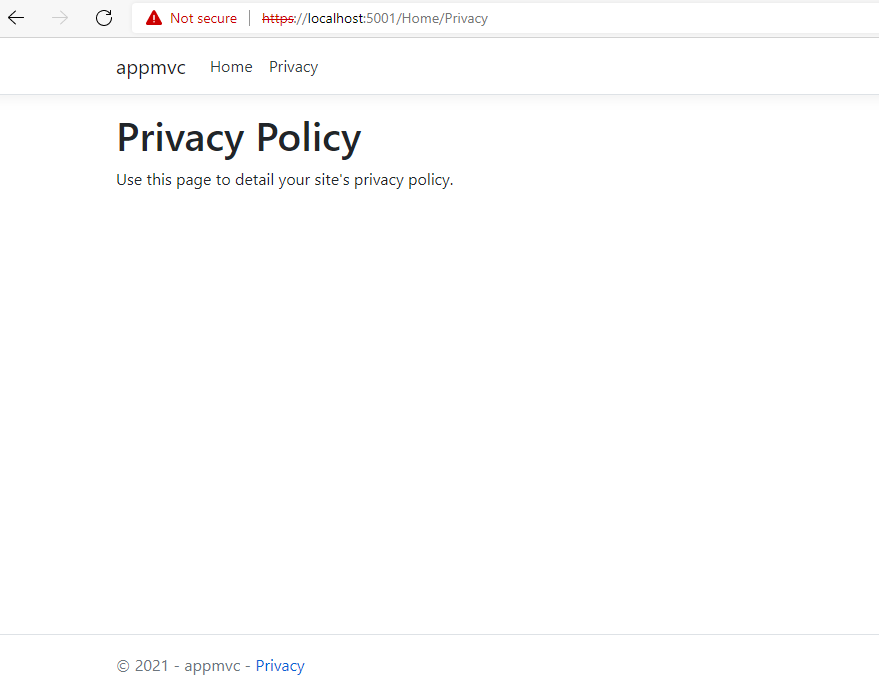 Not secure | https://localhost:5001/Home/Privacy
appmvc Home Privacy
Privacy Policy
Use this page to detail your site's privacy policy.
© 2021 - appmvc - Privacy